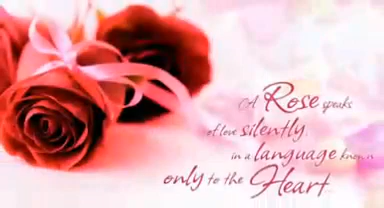 A Rose speaks
of love silently,
in a language known
only to the Heart